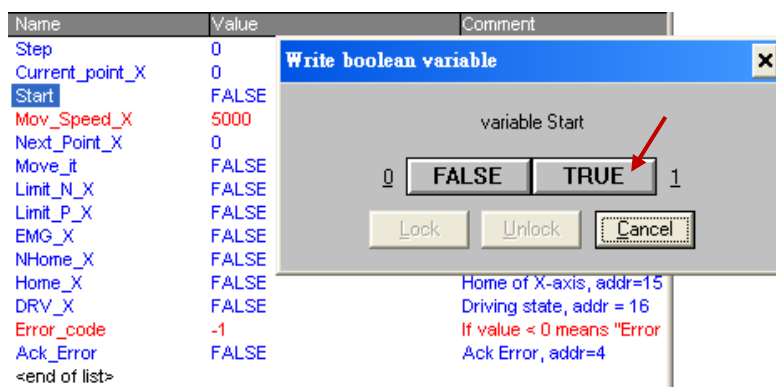 Name Value Comment
Step 0
Current_point_X 0
Start FALSE
Mov_Speed_X 5000
Next_Point_X 0
Move_it FALSE
Limit_N_X FALSE
Limit_P_X FALSE
EMG_X FALSE
NHome_X FALSE
Home_X FALSE Home of X-axis, addr=15
DRV_X FALSE Driving state, addr = 16
Error_code -1 If value < 0 means "Error
Ack_Error FALSE Ack Error, addr=4
<end of list>
Write boolean variable
variable Start
0 FALSE TRUE 1
Lock Unlock Cancel